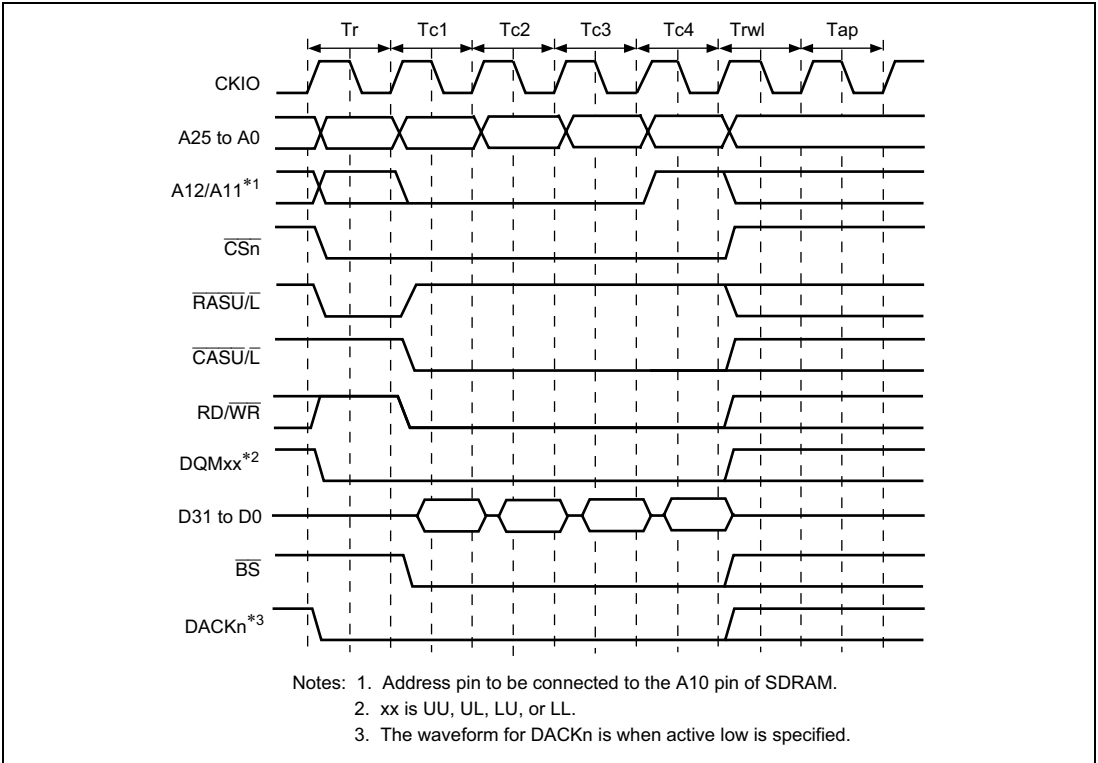 Tr Tc1 Tc2 Tc3 Tc4 Trwl Tap
CKIO
A25 to A0
A12/A11*1
CSn
RASU/L
CASU/L
RD/WR
DQMxx*2
D31 to D0
BS
DACKn*3
Notes: 1. Address pin to be connected to the A10 pin of SDRAM.
2. xx is UU, UL, LU, or LL.
3. The waveform for DACKn is when active low is specified.